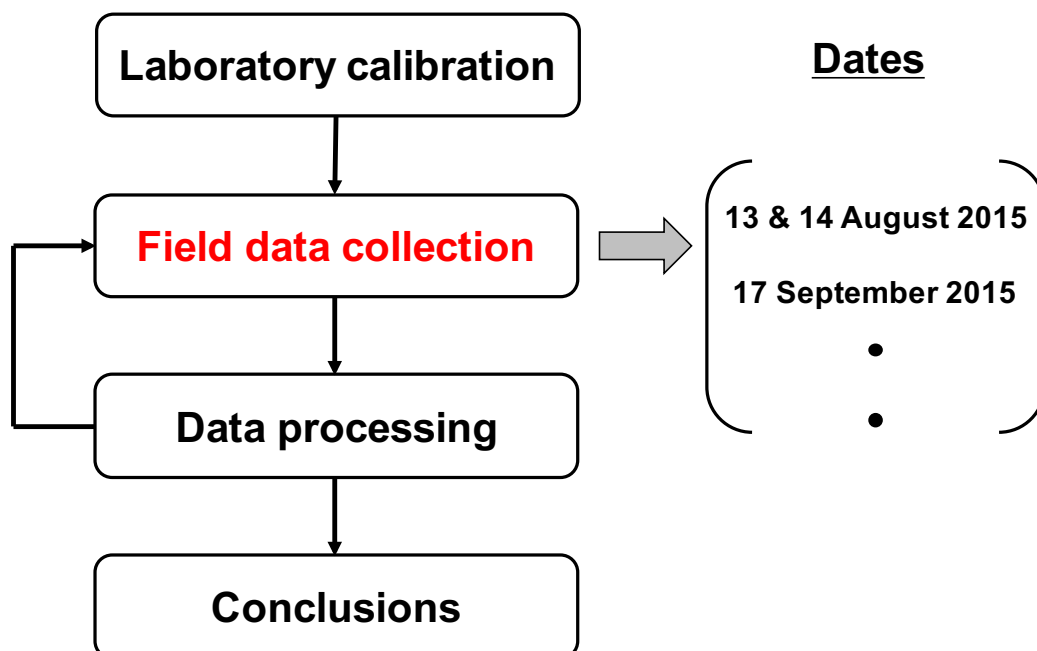 Laboratory calibration
Dates
13 & 14 August 2015
Field data collection
17 September 2015
•
•
Data processing
Conclusions